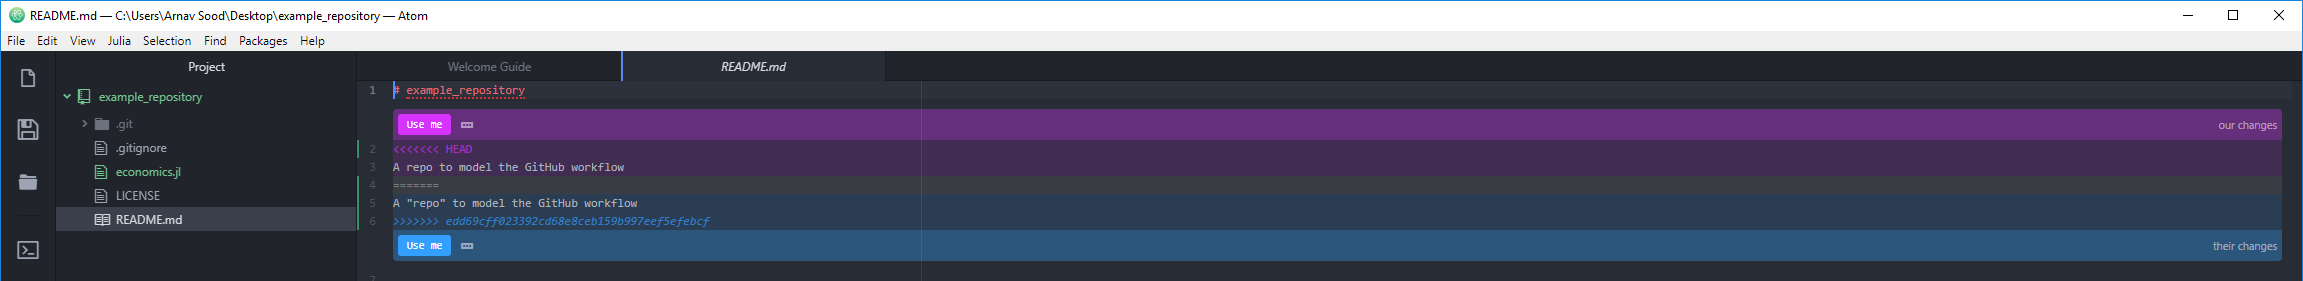 README.md — C:\Users\Arnav Sood\Desktop\example_repository — Atom
File Edit View Julia Selection Find Packages Help
Project
example_repository
.git
.gitignore
economics.jl
LICENSE
README.md
Welcome Guide
README.md
1 # example_repository
Use me
our changes
2 <<<<<<< HEAD
3 A repo to model the GitHub workflow
4 =======
5 A "repo" to model the GitHub workflow
6 >>>>>>> edd69cff023392cd68e8ceb159b997eef5efebcf
Use me
their changes
7